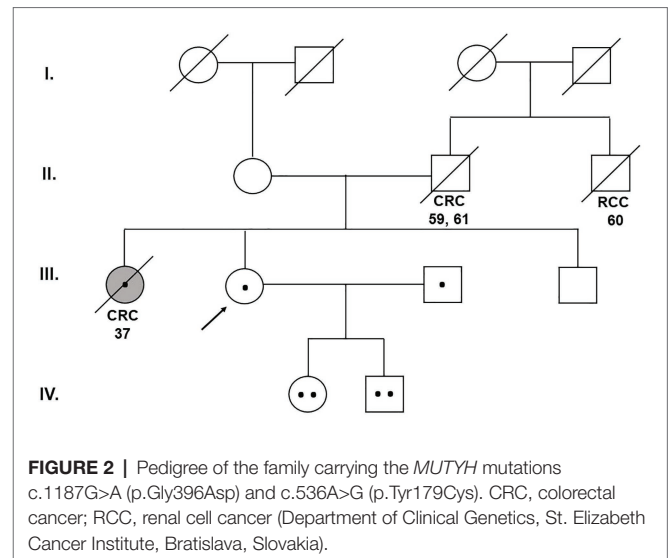 I.
II.
CRC
59, 61
RCC
60
III.
CRC
37
IV.
FIGURE 2 | Pedigree of the family carrying the MUTYH mutations
c.1187G>A (p.Gly396Asp) and c.536A>G (p.Tyr179Cys). CRC, colorectal
cancer; RCC, renal cell cancer (Department of Clinical Genetics, St. Elizabeth
Cancer Institute, Bratislava, Slovakia).